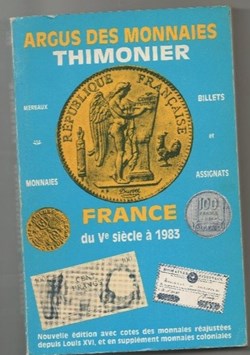 ARGUS DES MONNAIES
THIMONIER
RÉPUBLIQUE FRANÇAISE
BILLETS
et
MONNAIES
ASSIGNATS
100
FRANCS
FRANCE
du Ve siècle à 1983
Nouvelle édition avec cotes des monnaies réajustées
depuis Louis XVI, et en supplément monnaies coloniales